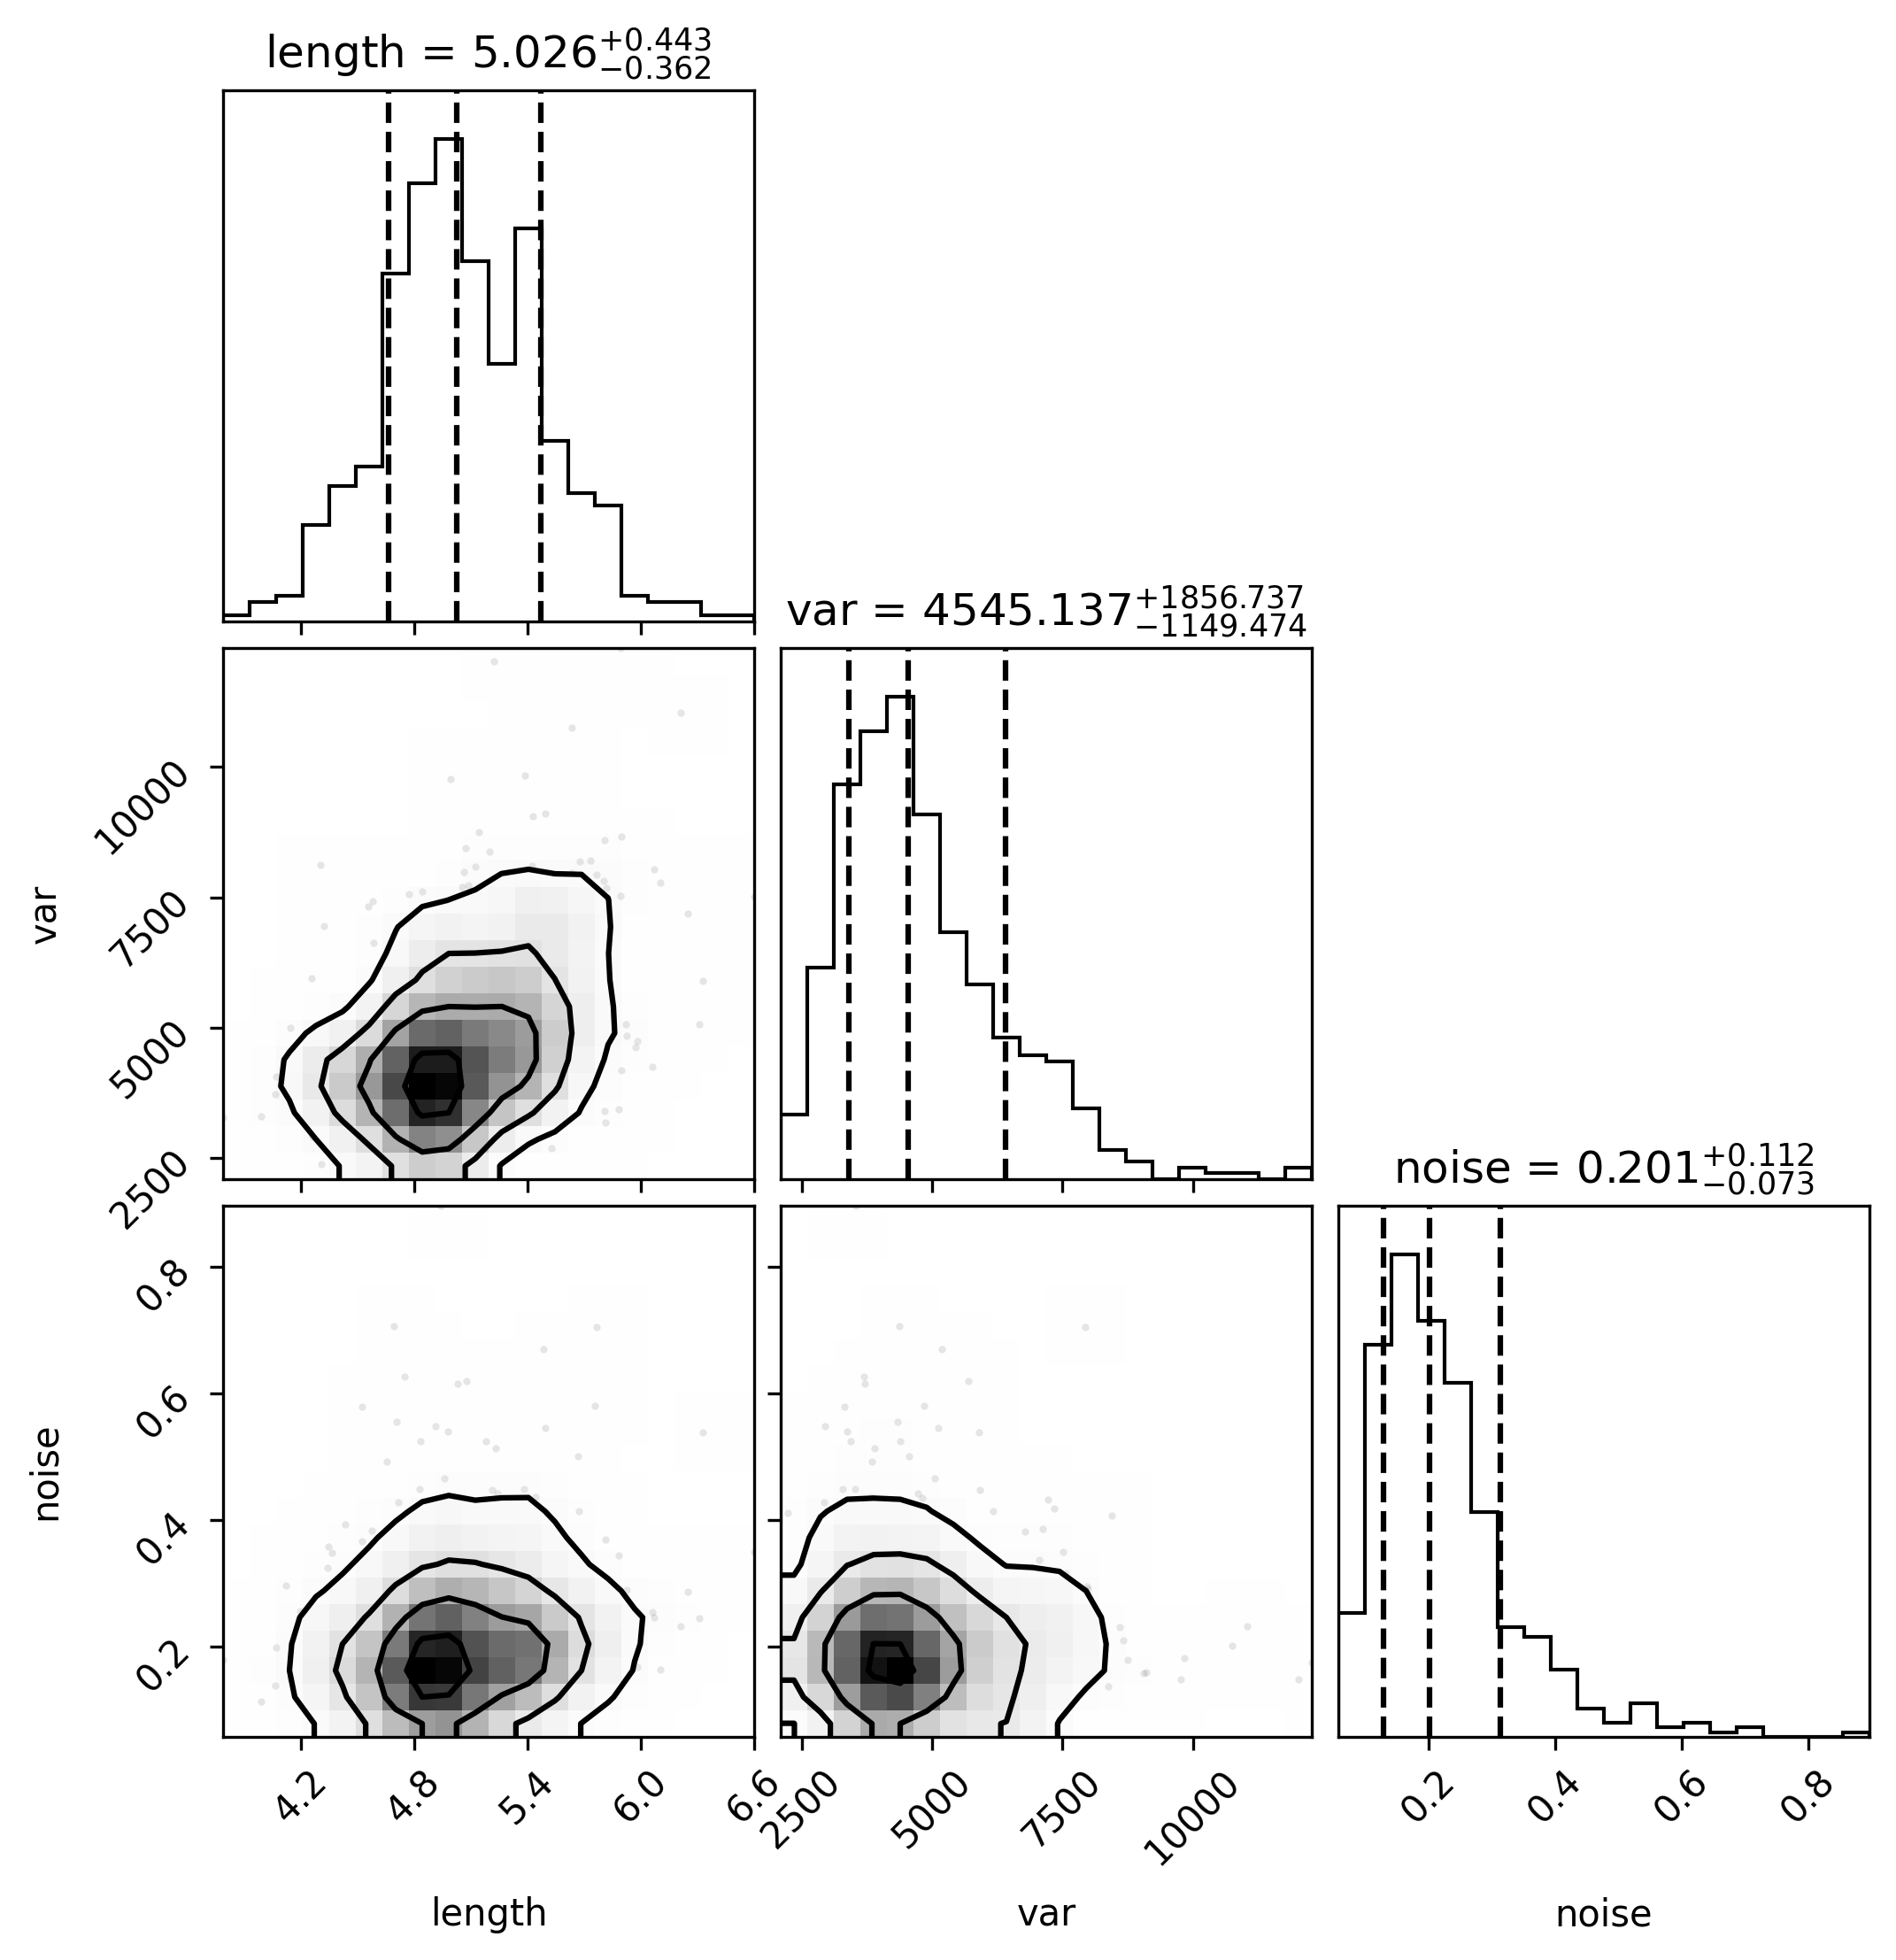 length = 5.026+0.443−0.362
var = 4545.137+1856.737−1149.474
var
10000
7500
5000
2500
noise = 0.201+0.112−0.073
noise
0.8
0.6
0.4
0.2
4.2 4.8 5.4 6.0 6.6
2500 5000 7500 10000
0.2 0.4 0.6 0.8
length
var
noise